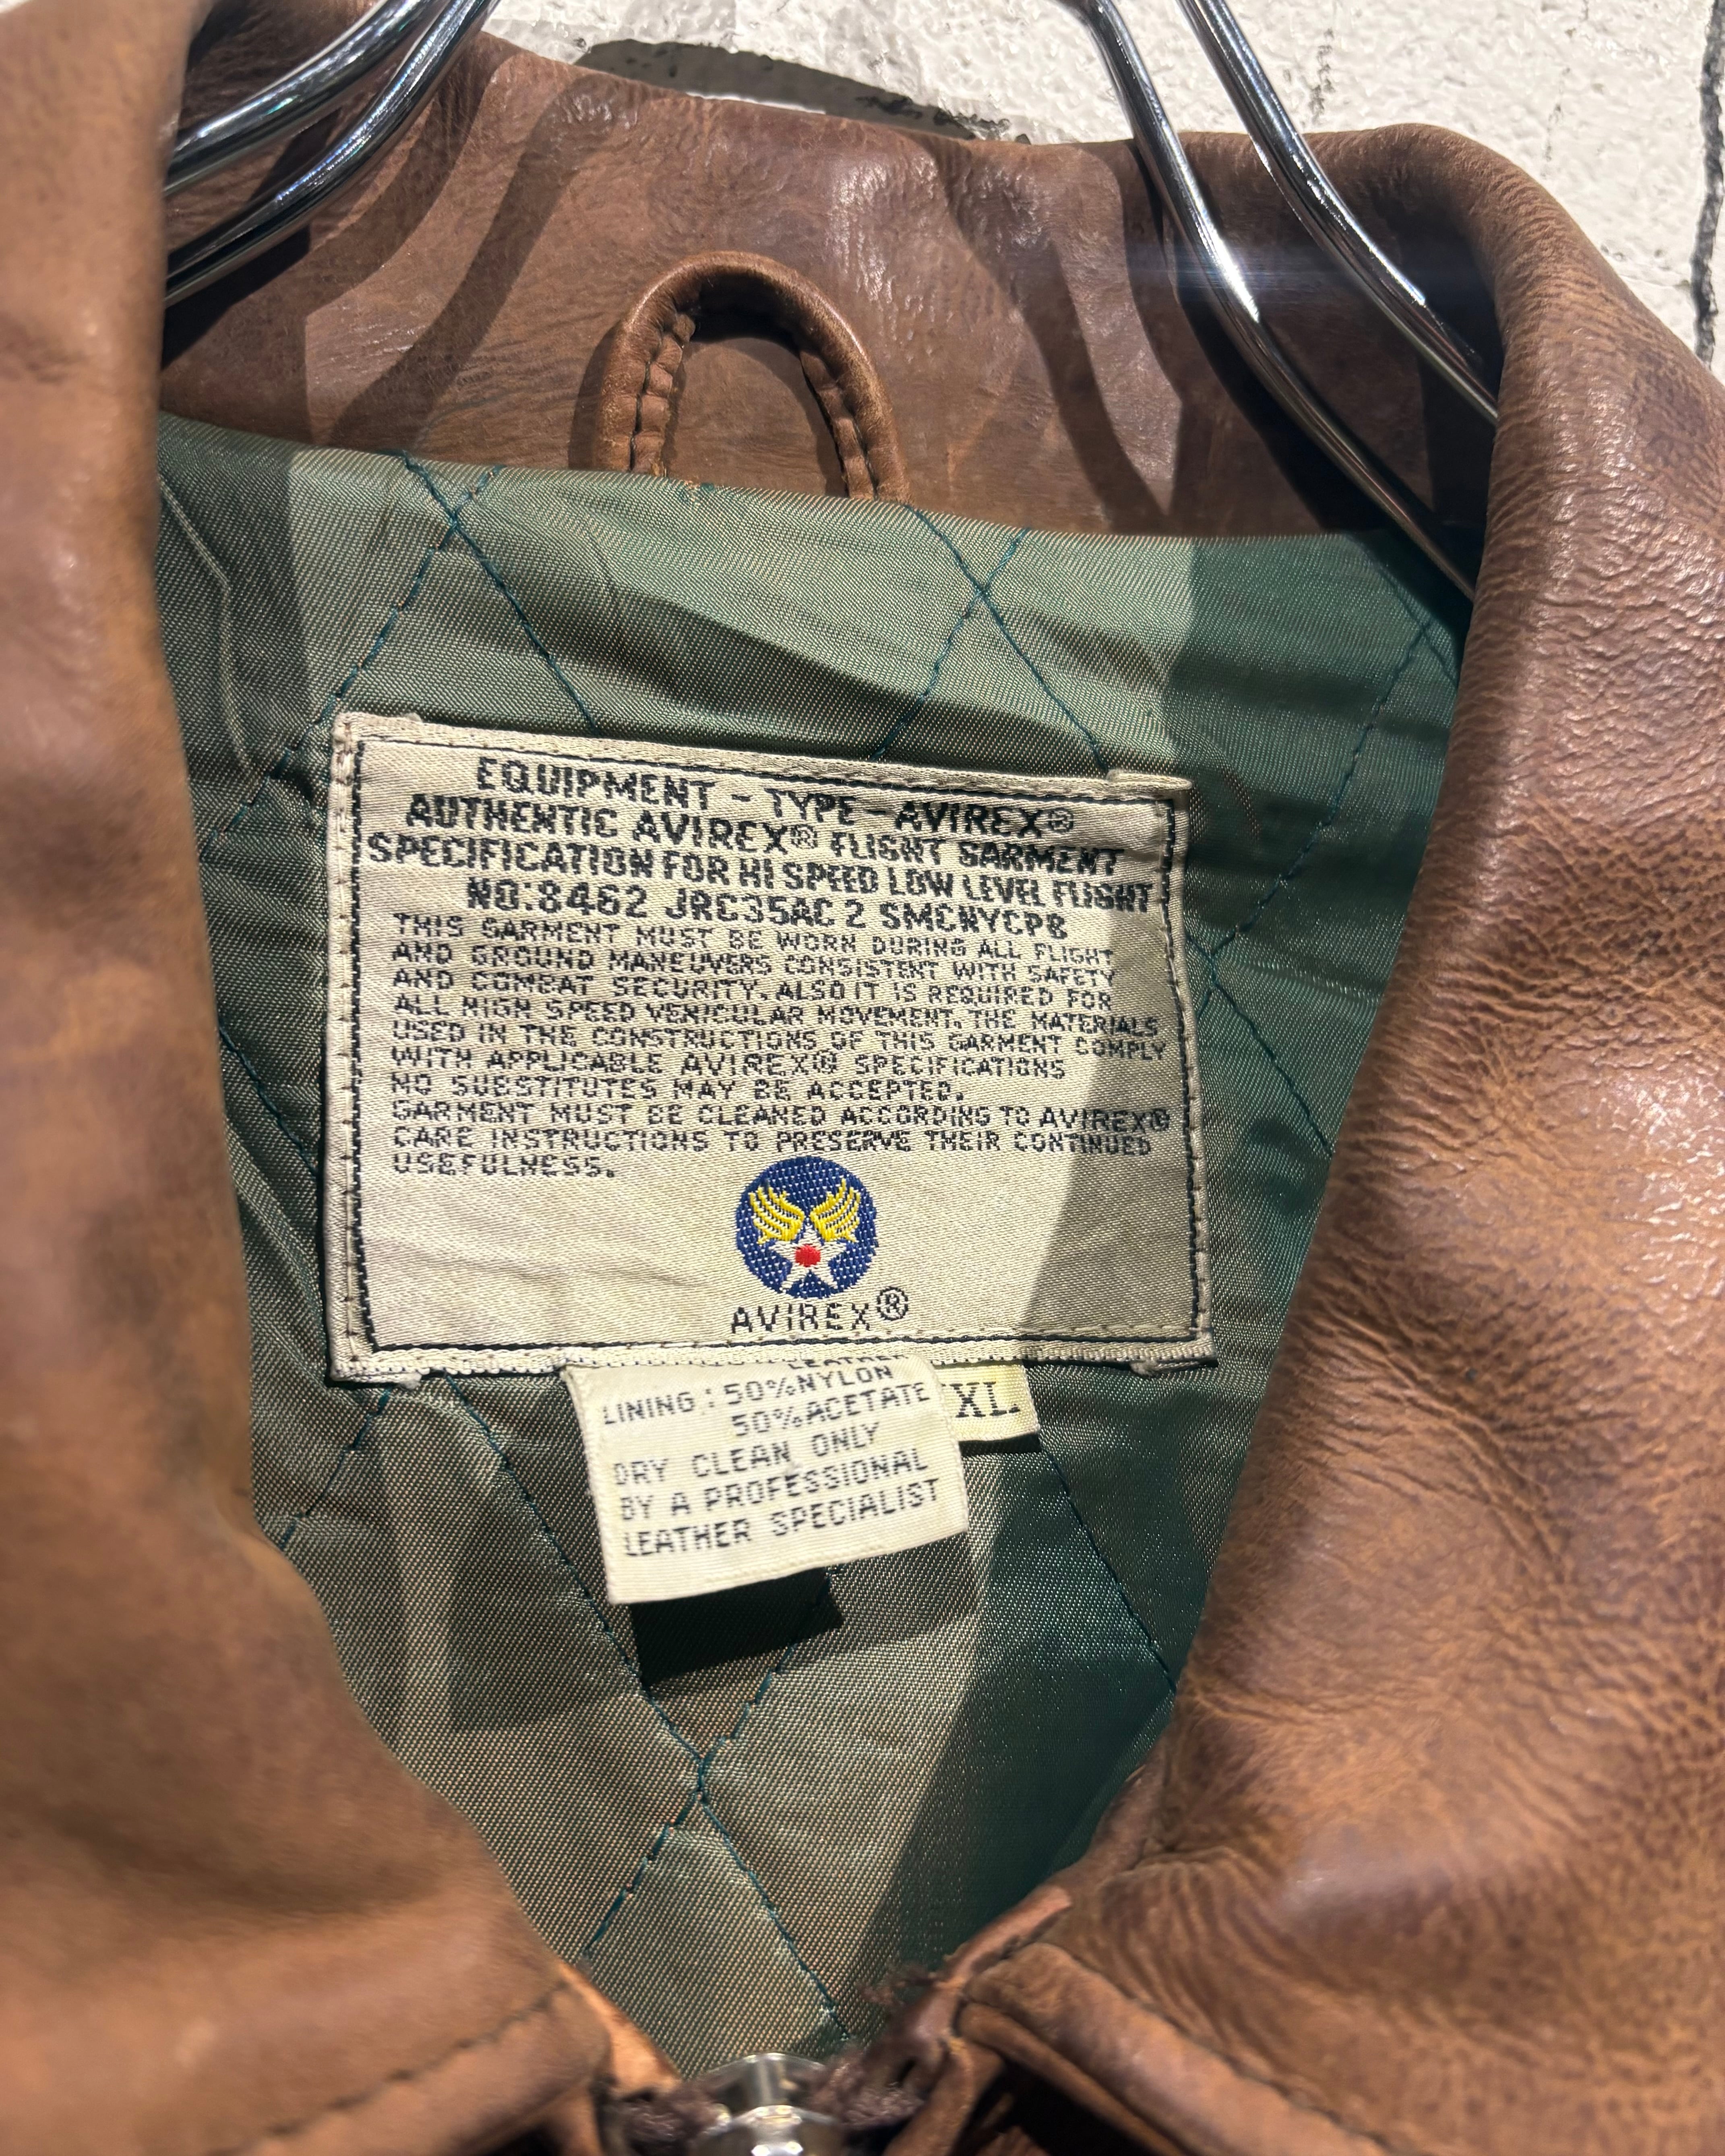 EQUIPMENT - TYPE - AVIREX®
AUTHENTIC AVIREX® FLIGHT GARMENT
SPECIFICATION FOR HI SPEED LOW LEVEL FLIGHT
NO:8462 JRC35AC 2 SMCNYCP8
THIS GARMENT MUST BE WORN DURING ALL FLIGHT
AND GROUND MANEUVERS CONSISTENT WITH SAFETY
AND COMBAT SECURITY. ALSO IT IS REQUIRED FOR
ALL HIGH SPEED VEHICULAR MOVEMENT. THE MATERIALS
USED IN THE CONSTRUCTIONS OF THIS GARMENT COMPLY
WITH APPLICABLE AVIREX® SPECIFICATIONS
NO SUBSTITUTES MAY BE ACCEPTED.
GARMENT MUST BE CLEANED ACCORDING TO AVIREX®
CARE INSTRUCTIONS TO PRESERVE THEIR CONTINUED
USEFULNESS.
AVIREX®
LEATHER
LINING: 50% NYLON
50% ACETATE
DRY CLEAN ONLY
BY A PROFESSIONAL
LEATHER SPECIALIST
XL.